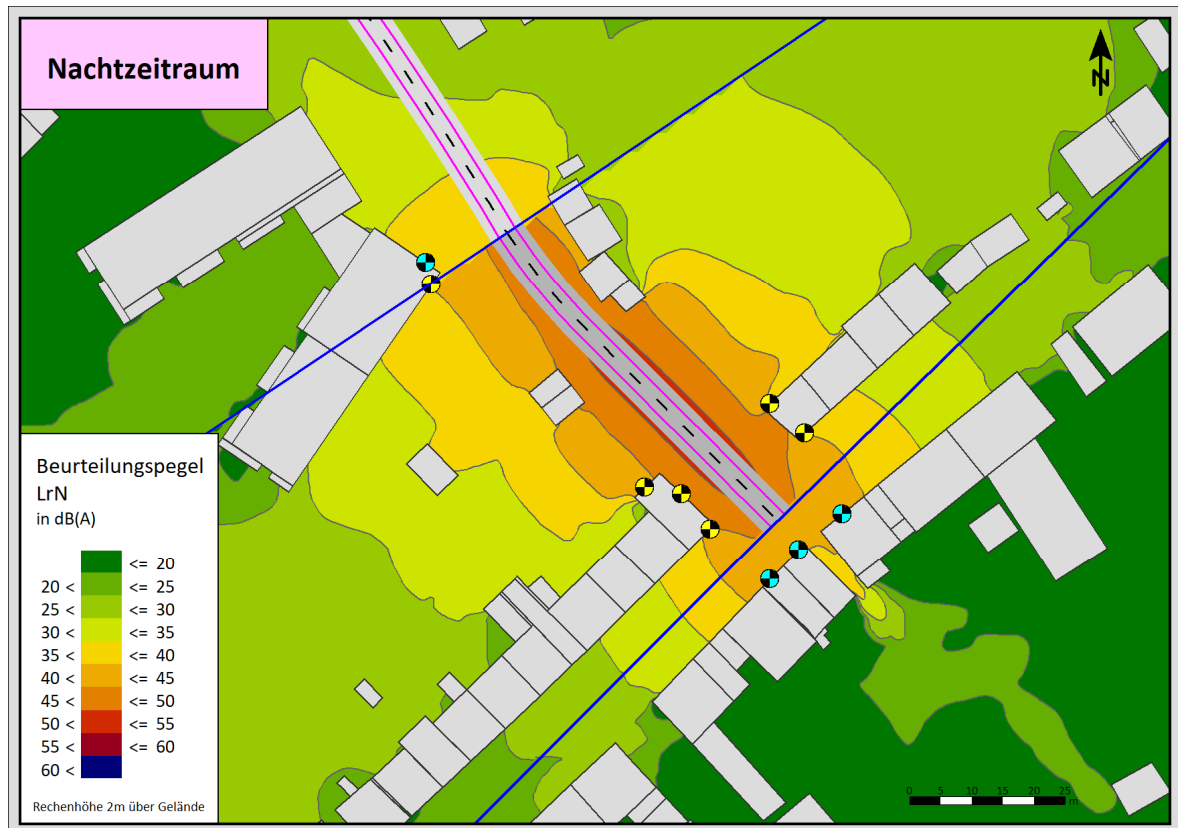 Nachtzeitraum
N
Beurteilungspegel
LrN
in dB(A)
<= 20
20 < <= 25
25 < <= 30
30 < <= 35
35 < <= 40
40 < <= 45
45 < <= 50
50 < <= 55
55 < <= 60
60 <
Rechenhöhe 2m über Gelände
0 5 10 15 20 25
m